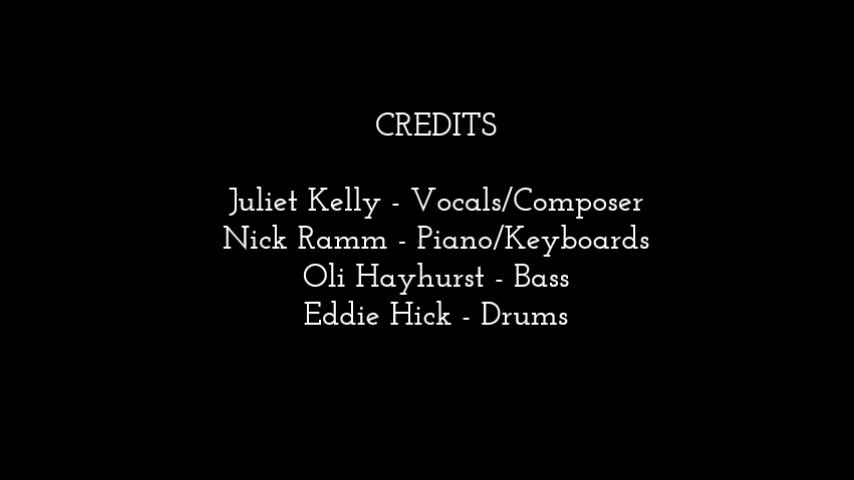 CREDITS
Juliet Kelly - Vocals/Composer
Nick Ramm - Piano/Keyboards
Oli Hayhurst - Bass
Eddie Hick - Drums